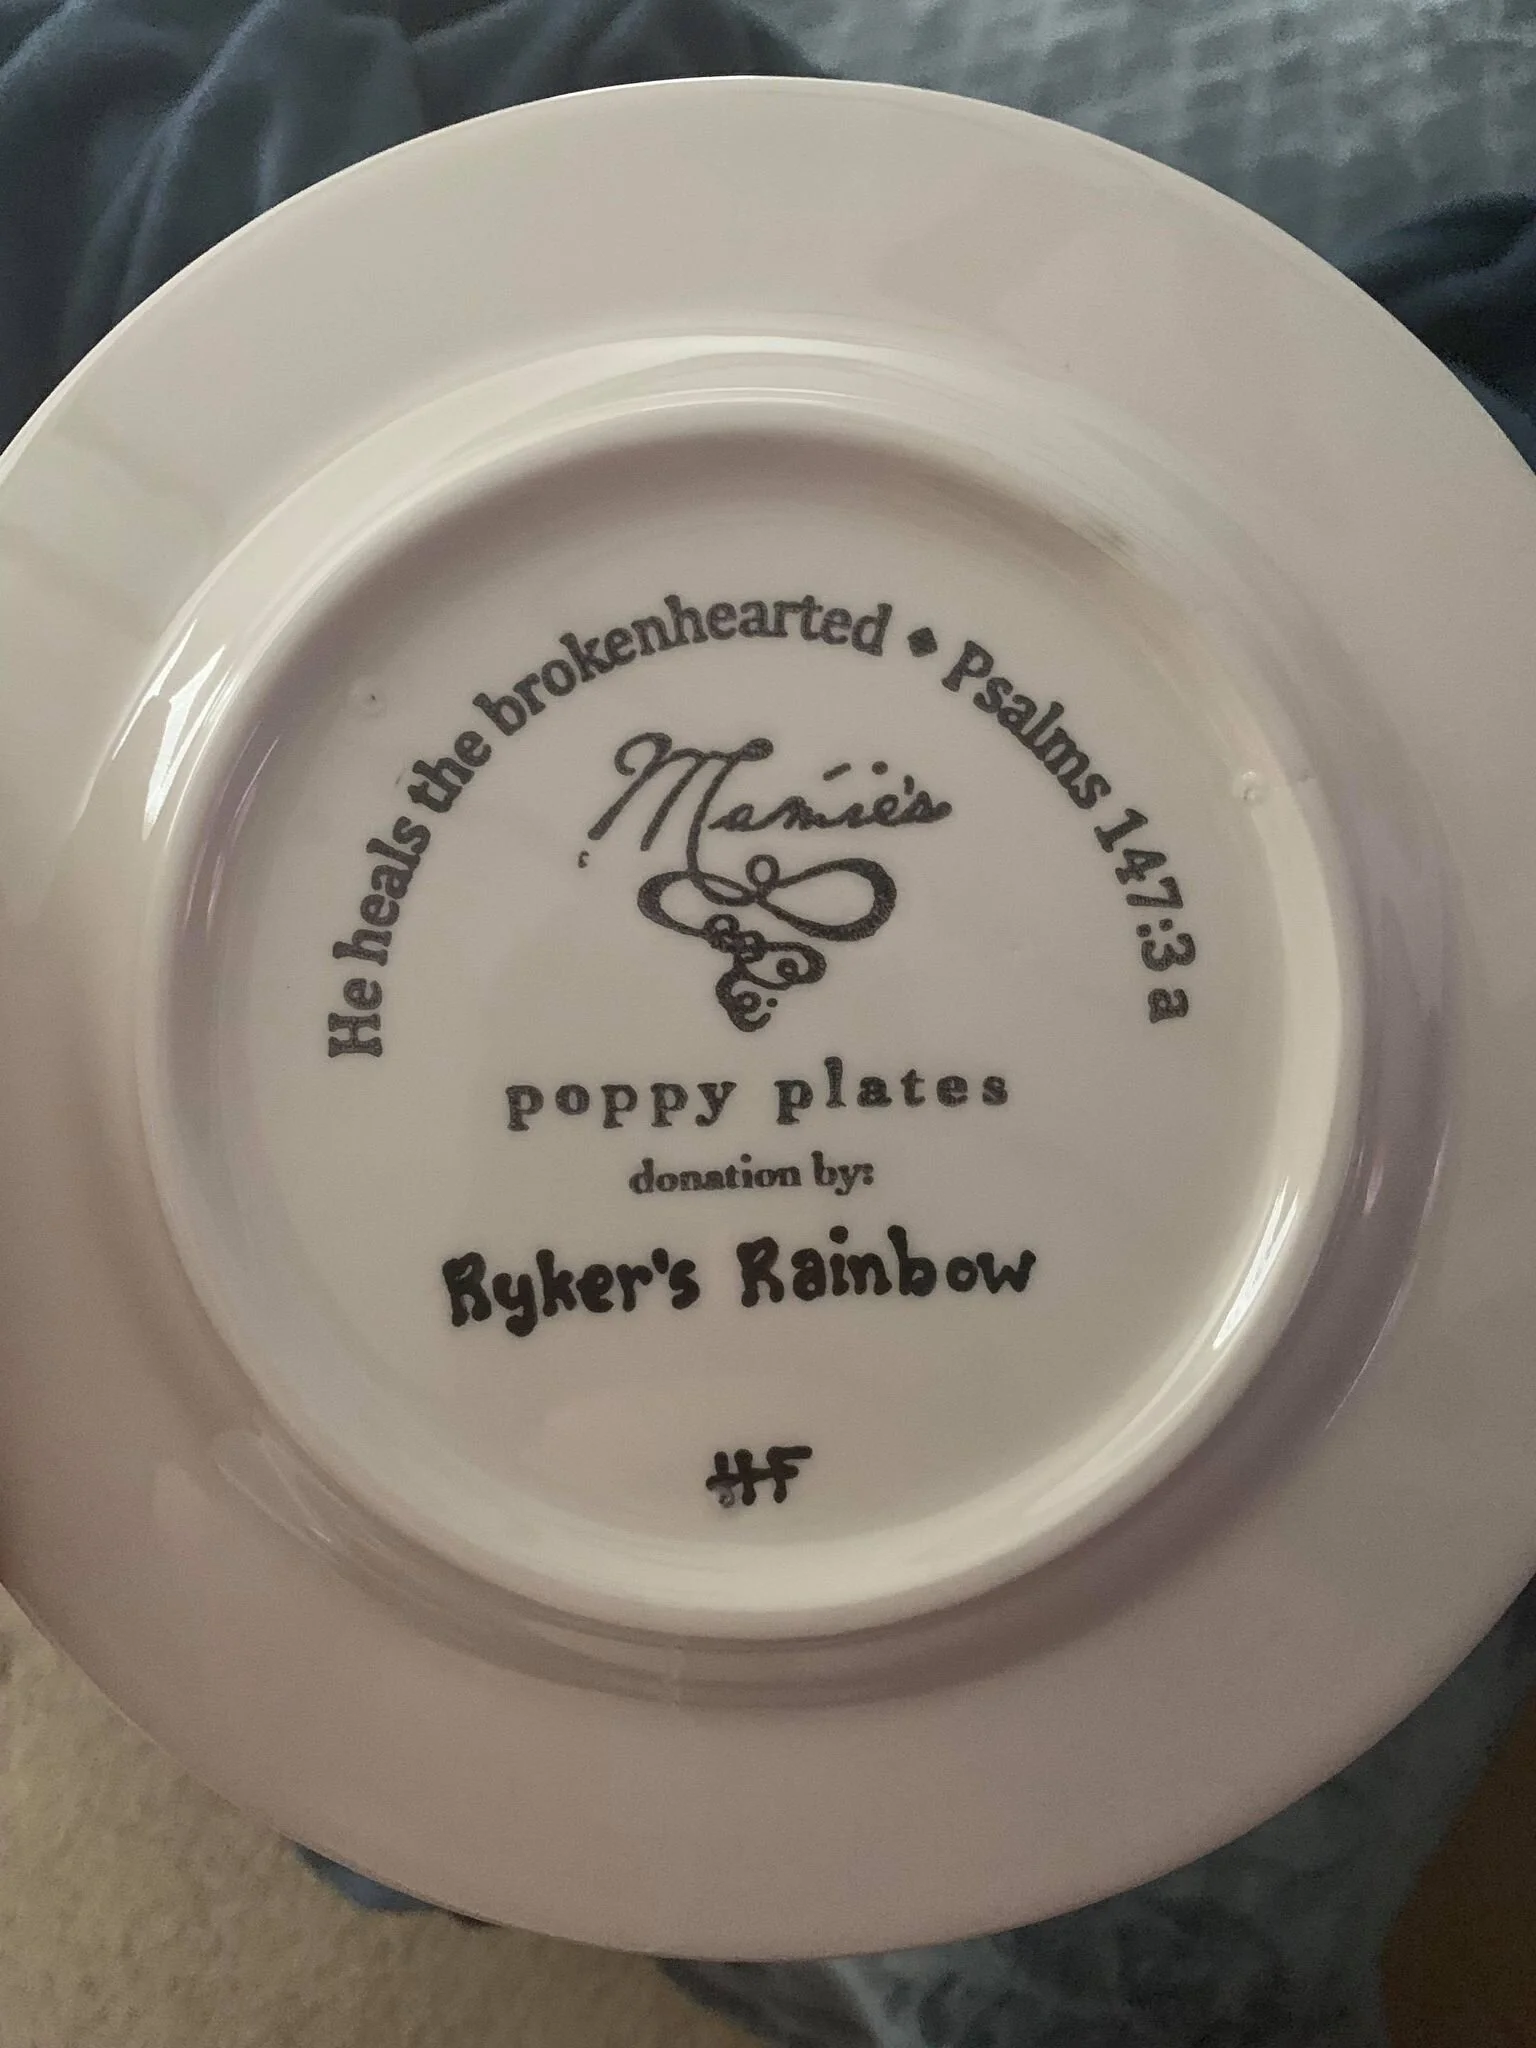 He heals the brokenhearted ◆ Psalms 147:3 a
Mamie's
poppy plates
donation by:
Ryker's Rainbow
HF